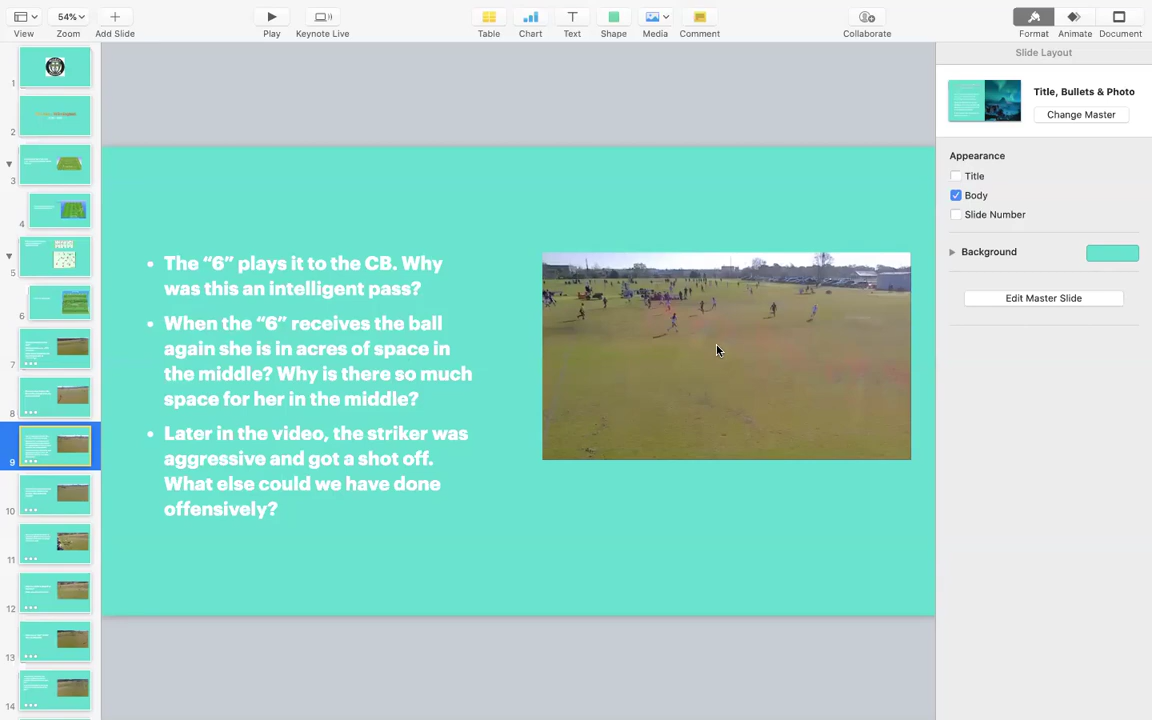 54%
View
Zoom
Add Slide
Play
Keynote Live
Table
Chart
Text
Shape
Media
Comment
Collaborate
Format
Animate
Document
Slide Layout
Title, Bullets & Photo
Change Master
Appearance
Title
Body
Slide Number
Background
Edit Master Slide
1
2
3
4
5
6
7
8
9
10
11
12
13
14
• The “6” plays it to the CB. Why
was this an intelligent pass?
• When the “6” receives the ball
again she is in acres of space in
the middle? Why is there so much
space for her in the middle?
• Later in the video, the striker was
aggressive and got a shot off.
What else could we have done
offensively?